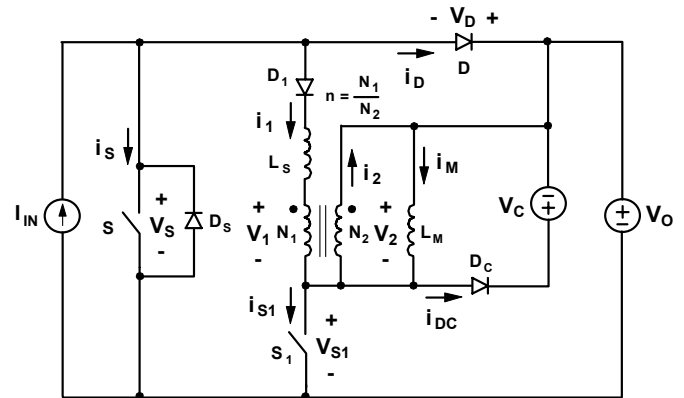 - V_D +
i_D D
D_1
n = N_1 / N_2
i_1
i_S
L_S
i_2 i_M
I_IN
+ V_S -
S
D_S
+ V_1 -
N_1 N_2
+ V_2 -
L_M
V_C
V_O
D_C
i_S1
i_DC
S_1
+ V_S1 -